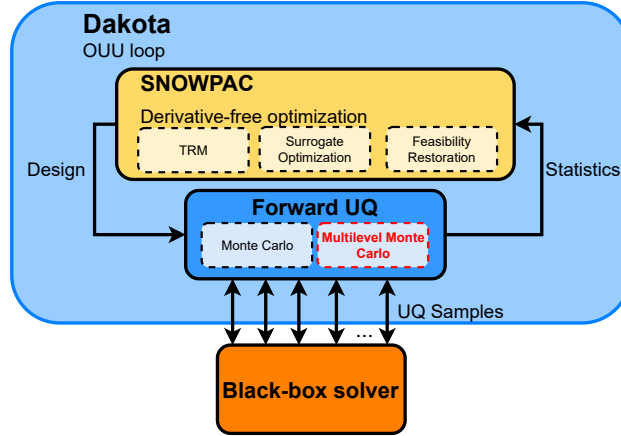 Dakota
OUU loop
SNOWPAC
Derivative-free optimization
TRM
Surrogate
Optimization
Feasibility
Restoration
Design
Statistics
Forward UQ
Monte Carlo
Multilevel Monte
Carlo
UQ Samples
...
Black-box solver